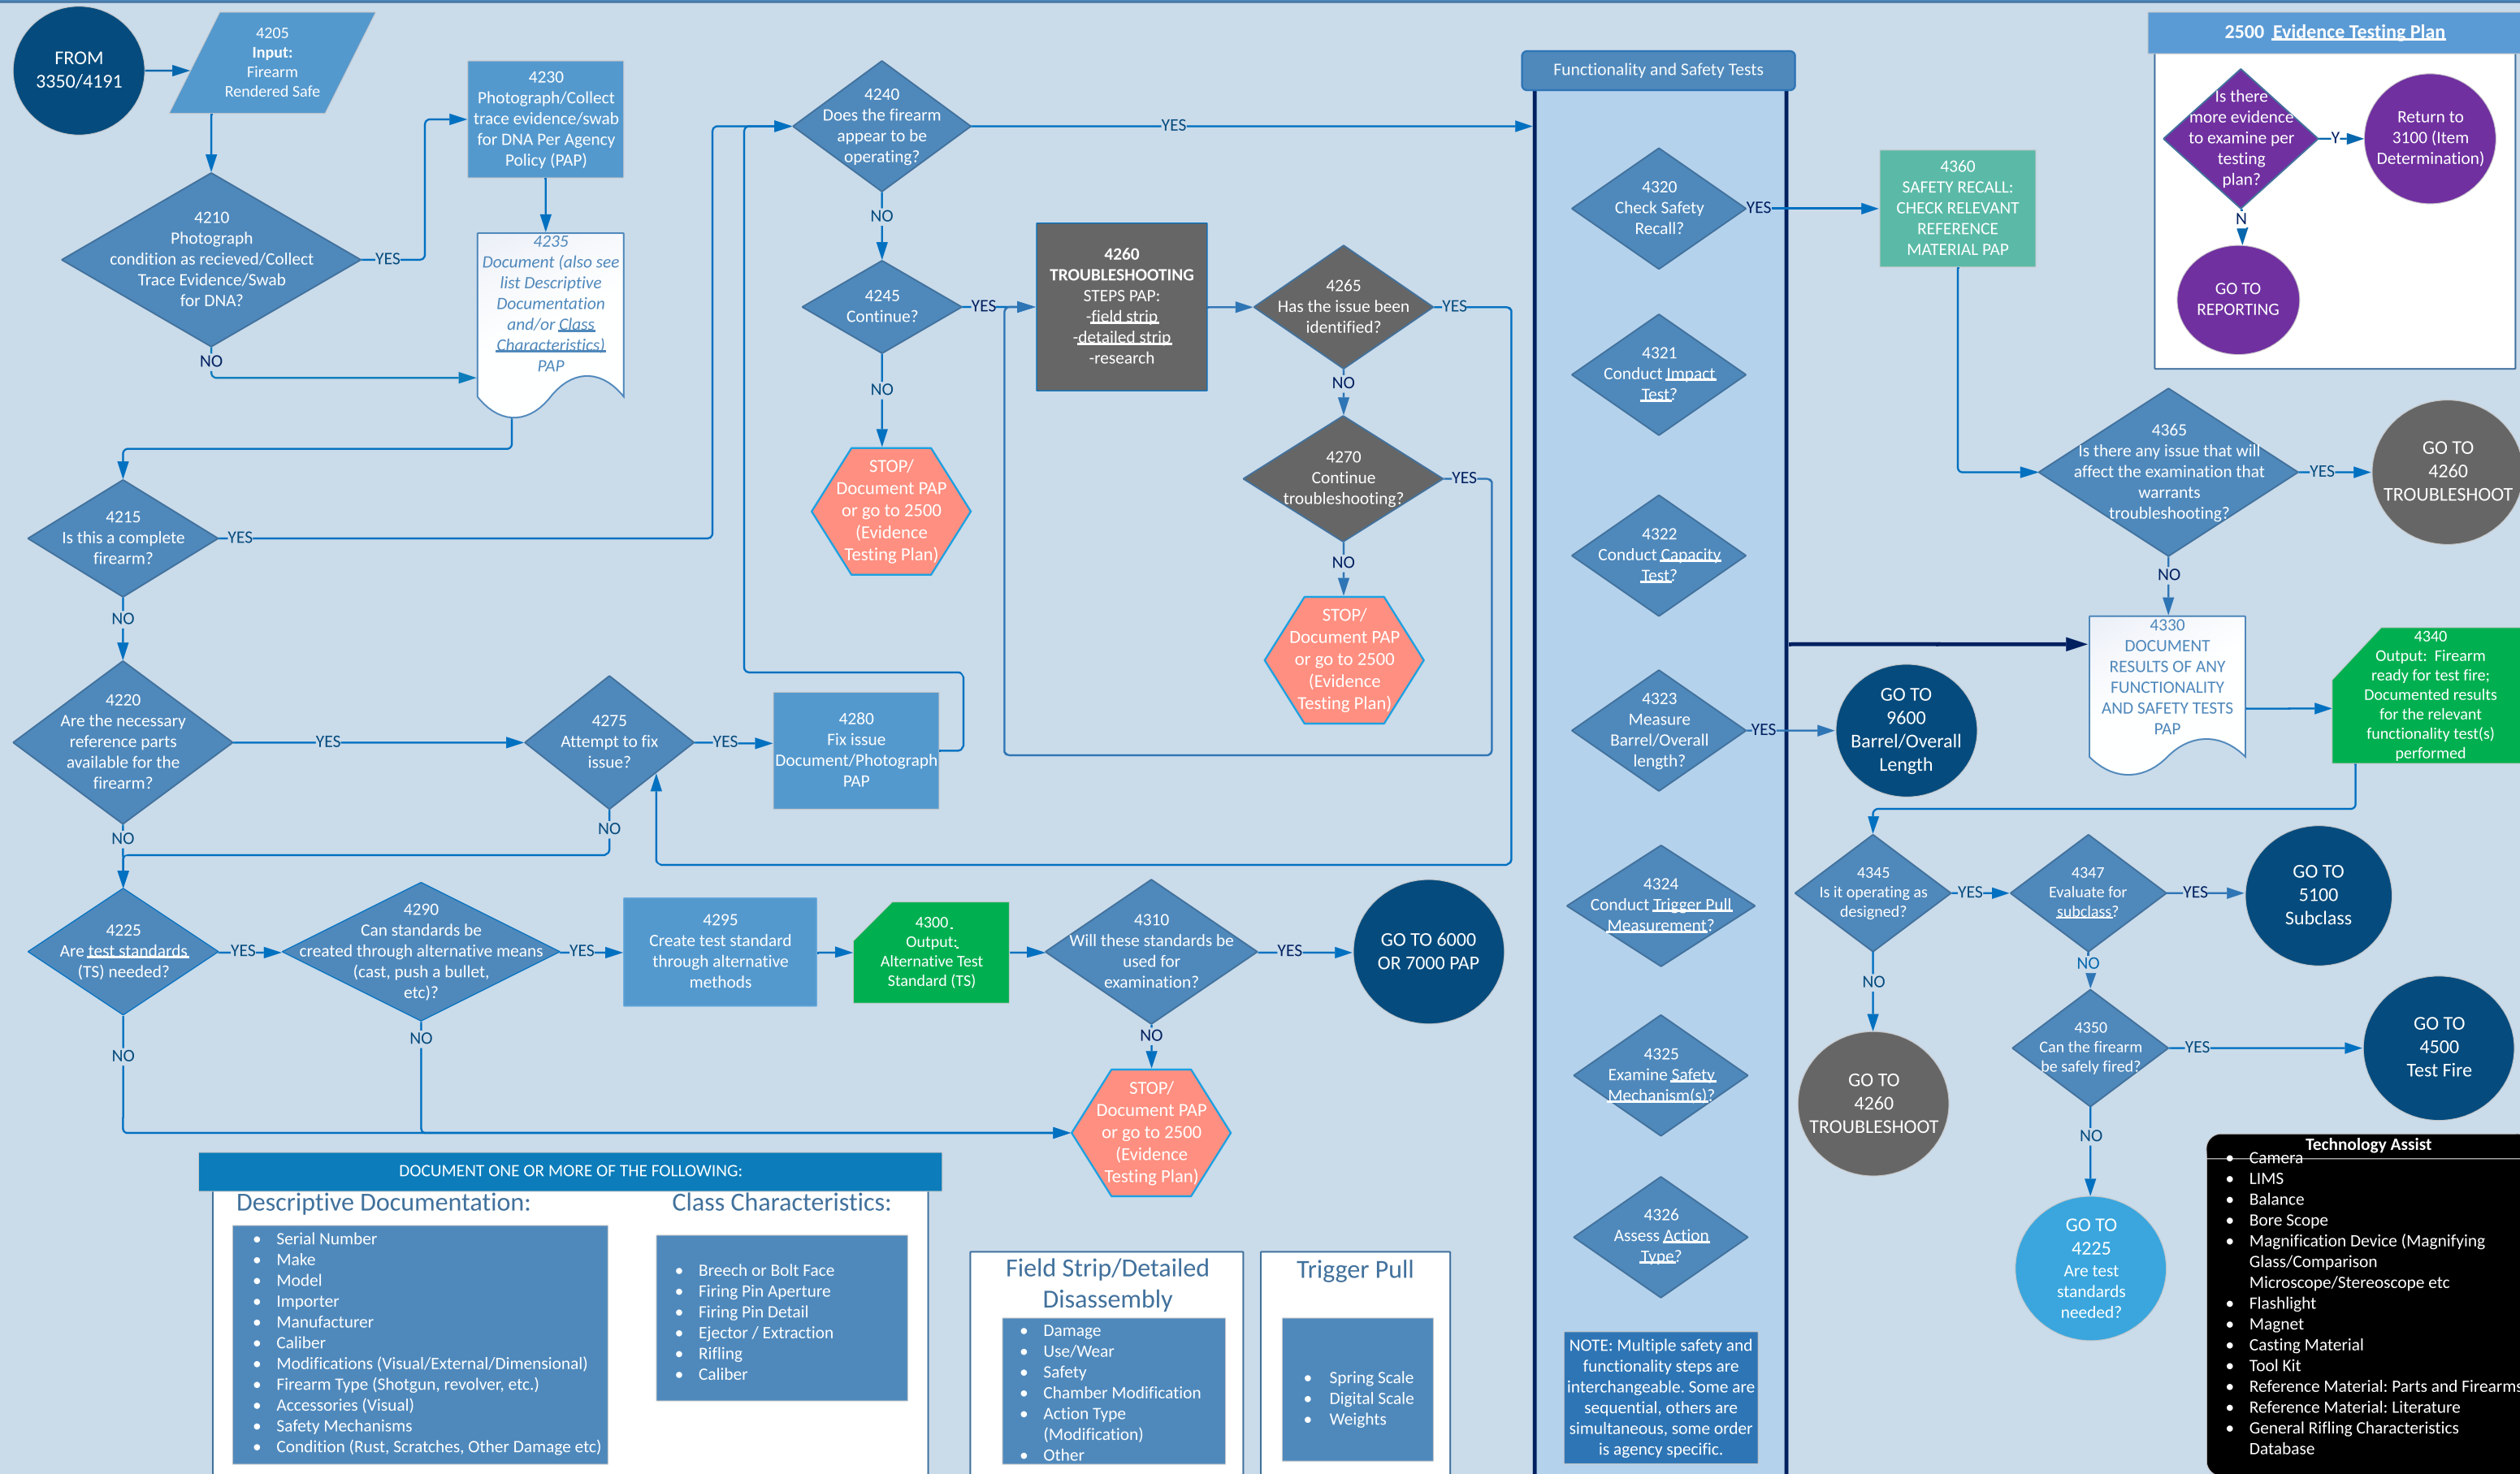 FROM
3350/4191
4205
Input:
Firearm
Rendered Safe
4210
Photograph
condition as recieved/Collect
Trace Evidence/Swab
for DNA?
YES
NO
4230
Photograph/Collect
trace evidence/swab
for DNA Per Agency
Policy (PAP)
4235
Document (also see
list Descriptive
Documentation
and/or Class
Characteristics)
PAP
4215
Is this a complete
firearm?
YES
NO
4220
Are the necessary
reference parts
available for the
firearm?
YES
NO
4275
Attempt to fix
issue?
YES
NO
4280
Fix issue
Document/Photograph
PAP
4240
Does the firearm
appear to be
operating?
YES
NO
4245
Continue?
YES
NO
STOP/
Document PAP
or go to 2500
(Evidence
Testing Plan)
4260
TROUBLESHOOTING
STEPS PAP:
-field strip
-detailed strip
-research
4265
Has the issue been
identified?
YES
NO
4270
Continue
troubleshooting?
YES
NO
STOP/
Document PAP
or go to 2500
(Evidence
Testing Plan)
4225
Are test standards
(TS) needed?
YES
NO
4290
Can standards be
created through alternative means
(cast, push a bullet,
etc)?
YES
NO
4295
Create test standard
through alternative
methods
4300.
Output:
Alternative Test
Standard (TS)
4310
Will these standards be
used for
examination?
YES
NO
GO TO 6000
OR 7000 PAP
STOP/
Document PAP
or go to 2500
(Evidence
Testing Plan)
Functionality and Safety Tests
4320
Check Safety
Recall?
YES
4321
Conduct Impact
Test?
4322
Conduct Capacity
Test?
4323
Measure
Barrel/Overall
length?
YES
4324
Conduct Trigger Pull
Measurement?
4325
Examine Safety
Mechanism(s)?
4326
Assess Action
Type?
NOTE: Multiple safety and
functionality steps are
interchangeable. Some are
sequential, others are
simultaneous, some order
is agency specific.
4360
SAFETY RECALL:
CHECK RELEVANT
REFERENCE
MATERIAL PAP
GO TO
9600
Barrel/Overall
Length
2500 Evidence Testing Plan
Is there
more evidence
to examine per
testing
plan?
Y
N
Return to
3100 (Item
Determination)
GO TO
REPORTING
4365
Is there any issue that will
affect the examination that
warrants
troubleshooting?
YES
NO
GO TO
4260
TROUBLESHOOT
4330
DOCUMENT
RESULTS OF ANY
FUNCTIONALITY
AND SAFETY TESTS
PAP
4340
Output: Firearm
ready for test fire;
Documented results
for the relevant
functionality test(s)
performed
4345
Is it operating as
designed?
YES
NO
GO TO
4260
TROUBLESHOOT
4347
Evaluate for
subclass?
YES
NO
GO TO
5100
Subclass
4350
Can the firearm
be safely fired?
YES
NO
GO TO
4500
Test Fire
GO TO
4225
Are test
standards
needed?
Technology Assist
• Camera
• LIMS
• Balance
• Bore Scope
• Magnification Device (Magnifying
Glass/Comparison
Microscope/Stereoscope etc
• Flashlight
• Magnet
• Casting Material
• Tool Kit
• Reference Material: Parts and Firearms
• Reference Material: Literature
• General Rifling Characteristics
Database
DOCUMENT ONE OR MORE OF THE FOLLOWING:
Descriptive Documentation:
• Serial Number
• Make
• Model
• Importer
• Manufacturer
• Caliber
• Modifications (Visual/External/Dimensional)
• Firearm Type (Shotgun, revolver, etc.)
• Accessories (Visual)
• Safety Mechanisms
• Condition (Rust, Scratches, Other Damage etc)
Class Characteristics:
• Breech or Bolt Face
• Firing Pin Aperture
• Firing Pin Detail
• Ejector / Extraction
• Rifling
• Caliber
Field Strip/Detailed
Disassembly
• Damage
• Use/Wear
• Safety
• Chamber Modification
• Action Type
(Modification)
• Other
Trigger Pull
• Spring Scale
• Digital Scale
• Weights